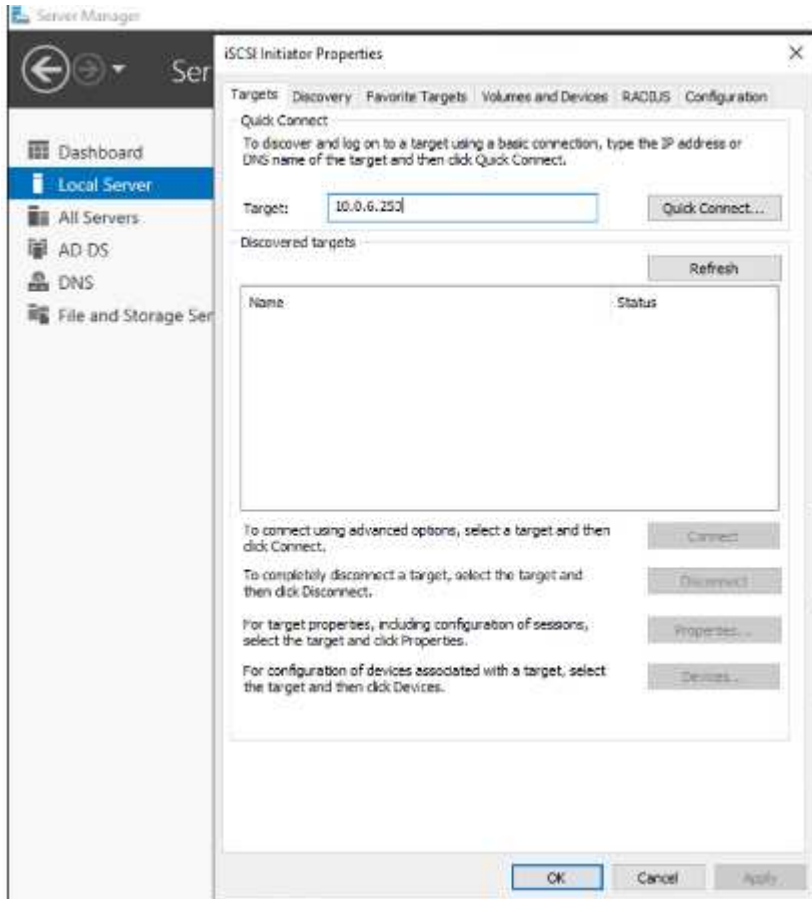 Server Manager
Ser
iSCSI Initiator Properties
Targets Discovery Favorite Targets Volumes and Devices RADIUS Configuration
Quick Connect
To discover and log on to a target using a basic connection, type the IP address or
DNS name of the target and then click Quick Connect.
Target: 10.0.6.253 Quick Connect...
Discovered targets
Refresh
Name Status
To connect using advanced options, select a target and then
click Connect.
Connect
To completely disconnect a target, select the target and
then click Disconnect.
Disconnect
For target properties, including configuration of sessions,
select the target and click Properties.
Properties...
For configuration of devices associated with a target, select
the target and then click Devices.
Devices...
OK Cancel Apply
Dashboard
Local Server
All Servers
AD DS
DNS
File and Storage Ser